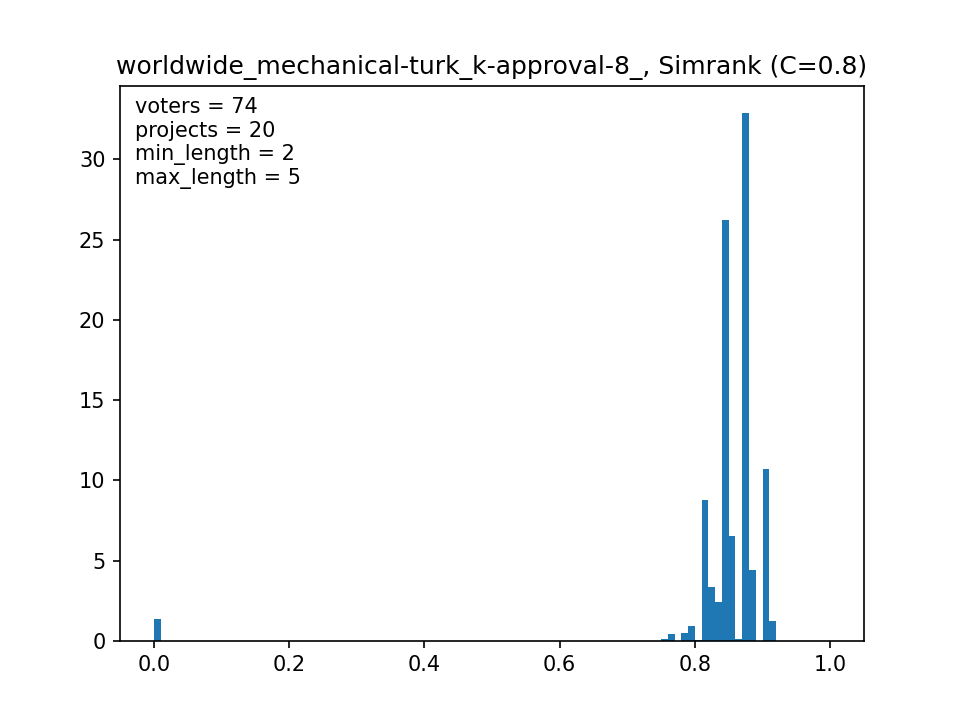 worldwide_mechanical-turk_k-approval-8_, Simrank (C=0.8)
voters = 74
projects = 20
min_length = 2
max_length = 5
30
25
20
15
10
5
0
0.0 0.2 0.4 0.6 0.8 1.0